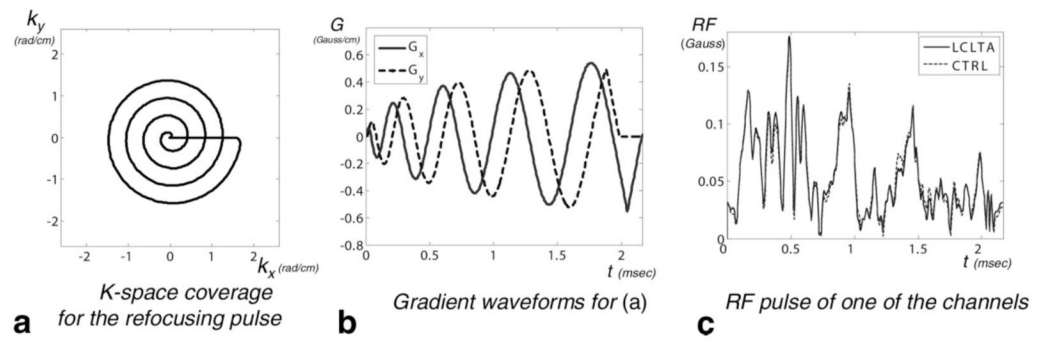 k_y
(rad/cm)
2
1
0
-1
-2
-2 -1 0 1 2
k_x (rad/cm)
K-space coverage
for the refocusing pulse
a
G
(Gauss/cm)
0.6
0.4
0.2
0
-0.2
-0.4
-0.6
-0.8
0 0.5 1 1.5 2
G_x
G_y
t (msec)
Gradient waveforms for (a)
b
RF
(Gauss)
0.15
0.1
0.05
0
0 0.5 1 1.5 2
LCLTA
CTRL
t (msec)
RF pulse of one of the channels
c